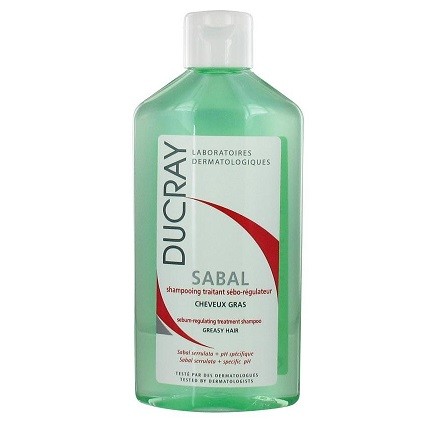 DUCRAY
LABORATOIRES
DERMATOLOGIQUES
SABAL
shampooing traitant sébo-régulateur
CHEVEUX GRAS
sebum-regulating treatment shampoo
GREASY HAIR
Sabal serrulata + pH spécifique
Sabal serrulata + specific pH
TESTÉ PAR DES DERMATOLOGUES
TESTED BY DERMATOLOGISTS